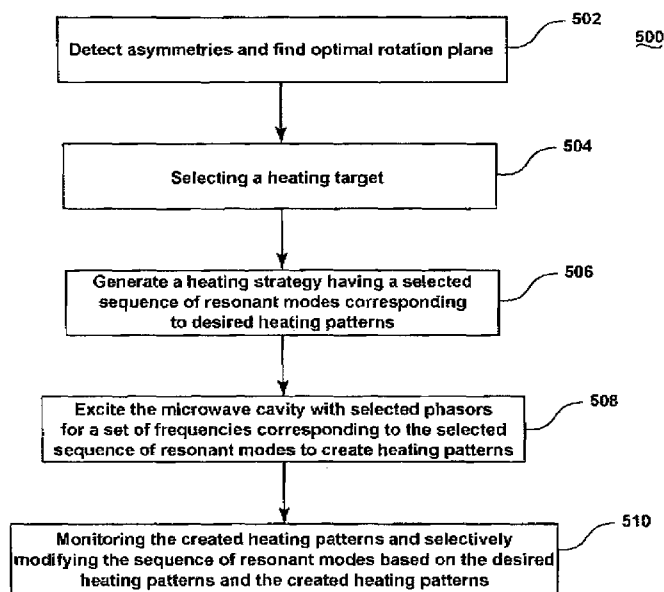 502
500
Detect asymmetries and find optimal rotation plane
504
Selecting a heating target
506
Generate a heating strategy having a selected
sequence of resonant modes corresponding
to desired heating patterns
508
Excite the microwave cavity with selected phasors
for a set of frequencies corresponding to the selected
sequence of resonant modes to create heating patterns
510
Monitoring the created heating patterns and selectively
modifying the sequence of resonant modes based on the desired
heating patterns and the created heating patterns